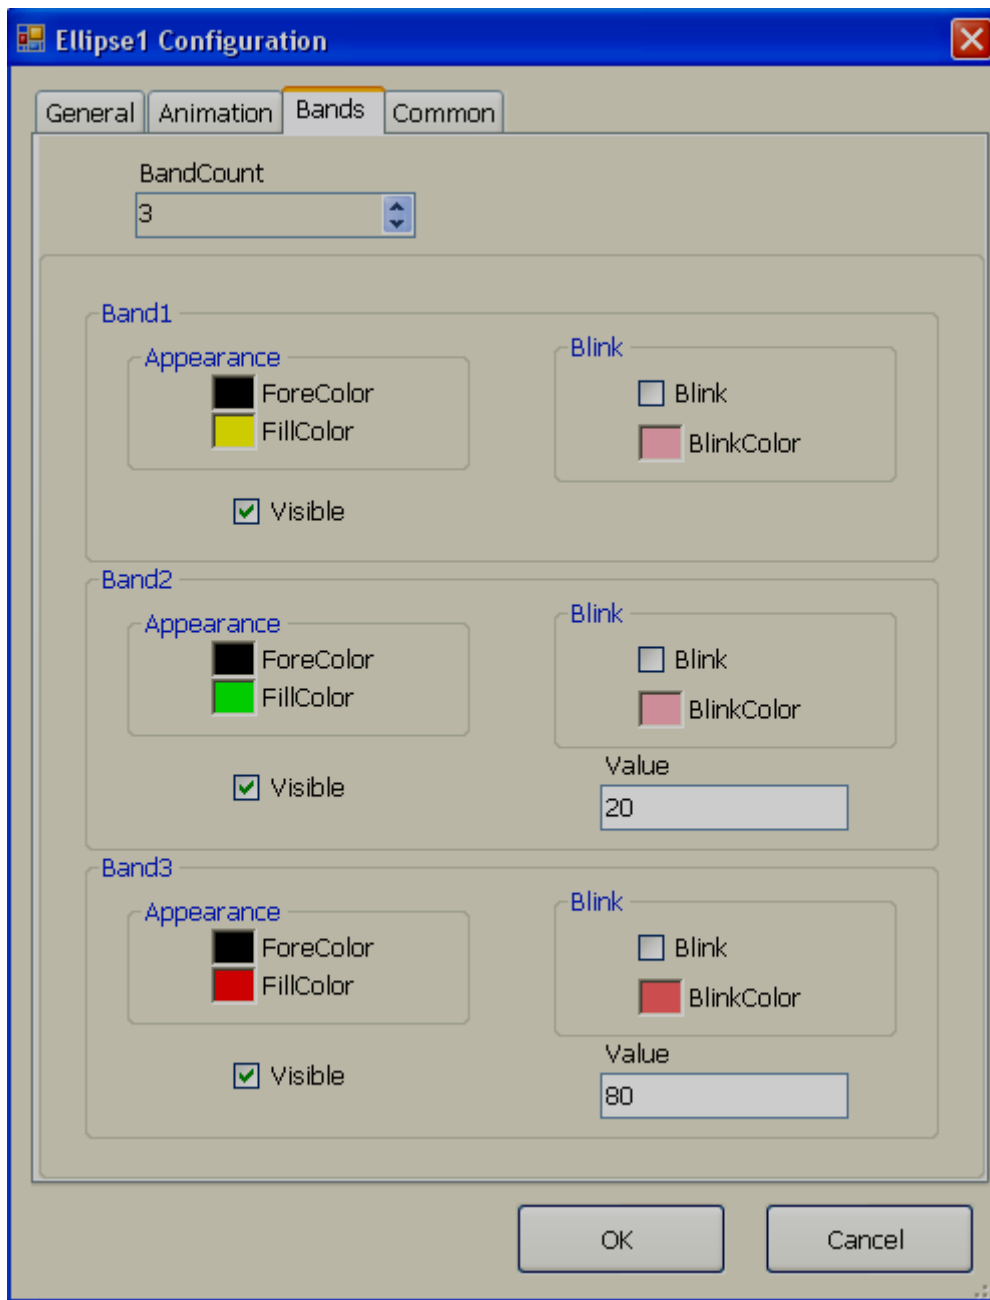 Ellipse1 Configuration
General Animation Bands Common
BandCount
3
Band1
Appearance
ForeColor
FillColor
Visible
Blink
Blink
BlinkColor
Band2
Appearance
ForeColor
FillColor
Visible
Blink
Blink
BlinkColor
Value
20
Band3
Appearance
ForeColor
FillColor
Visible
Blink
Blink
BlinkColor
Value
80
OK Cancel